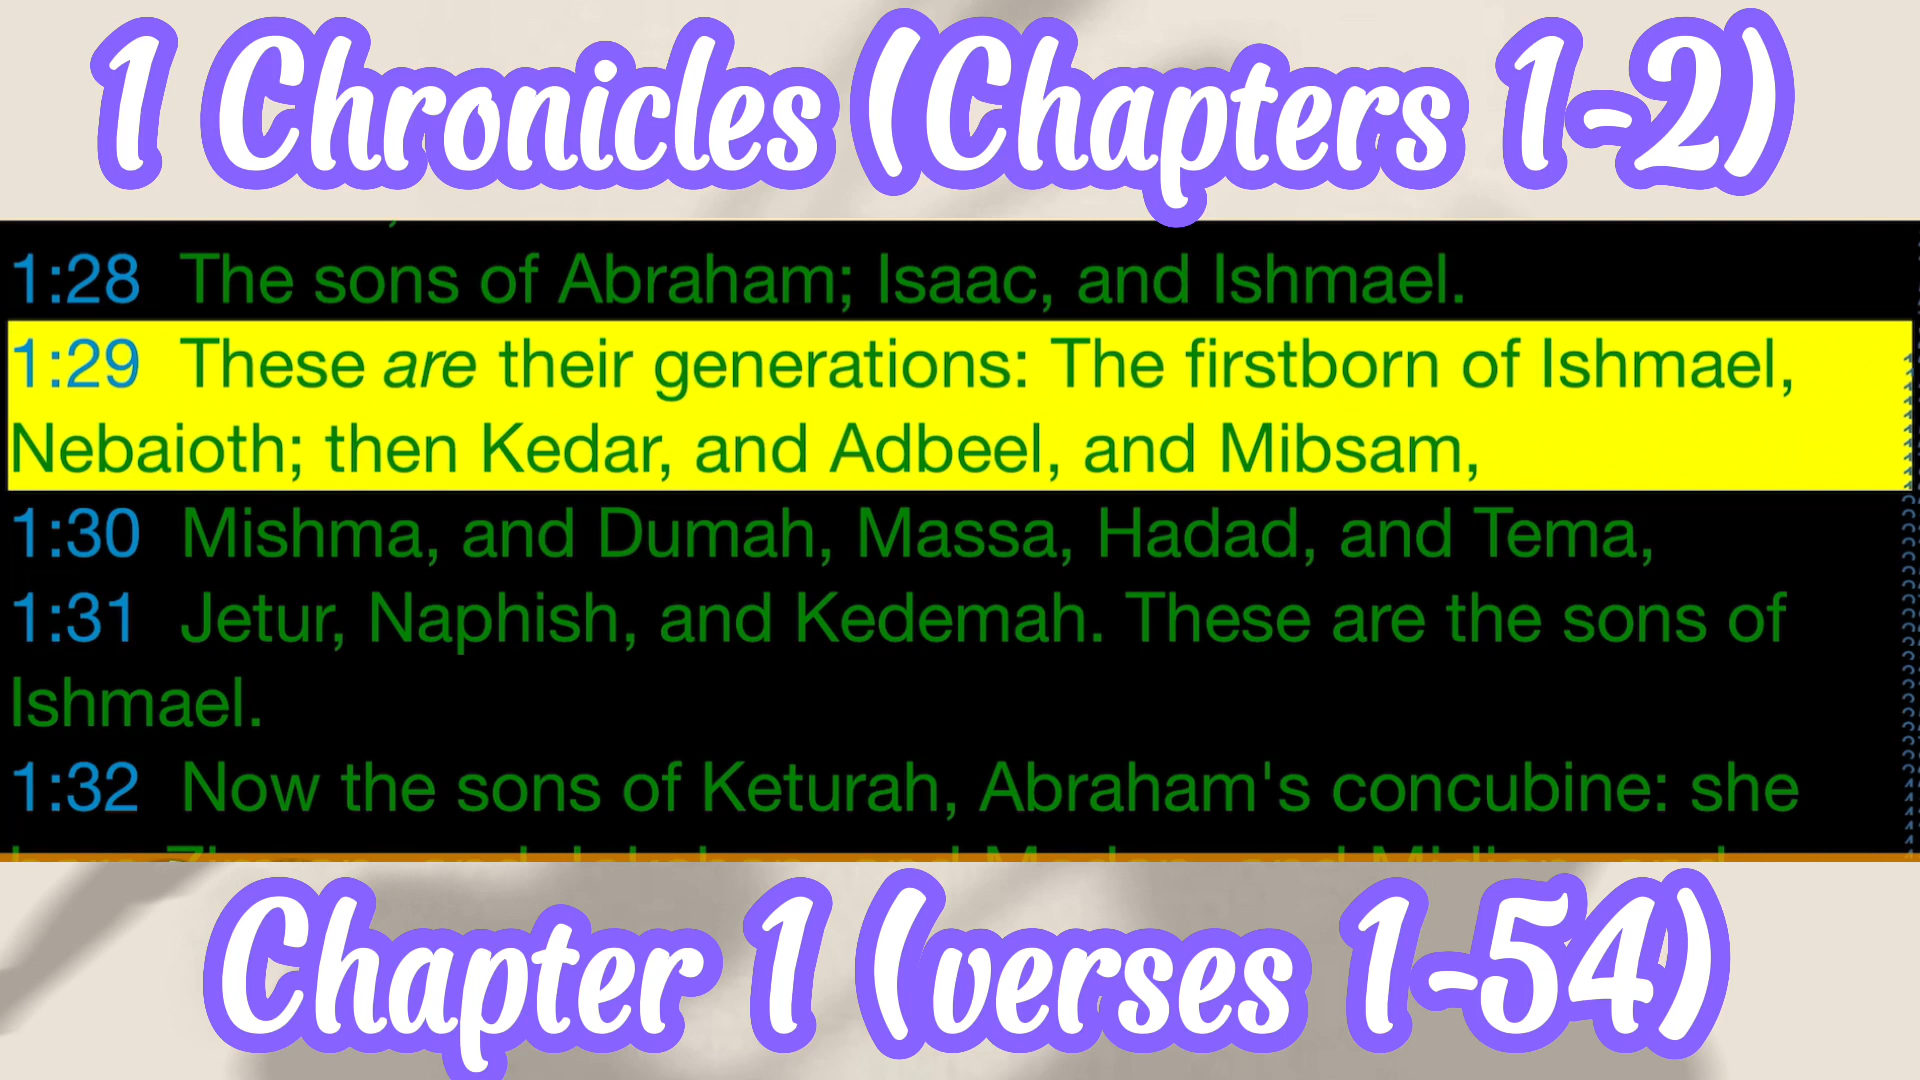 1 Chronicles (Chapters 1-2)
1:28 The sons of Abraham; Isaac, and Ishmael.
1:29 These are their generations: The firstborn of Ishmael,
Nebaioth; then Kedar, and Adbeel, and Mibsam,
1:30 Mishma, and Dumah, Massa, Hadad, and Tema,
1:31 Jetur, Naphish, and Kedemah. These are the sons of
Ishmael.
1:32 Now the sons of Keturah, Abraham's concubine: she
Chapter 1 (verses 1-54)